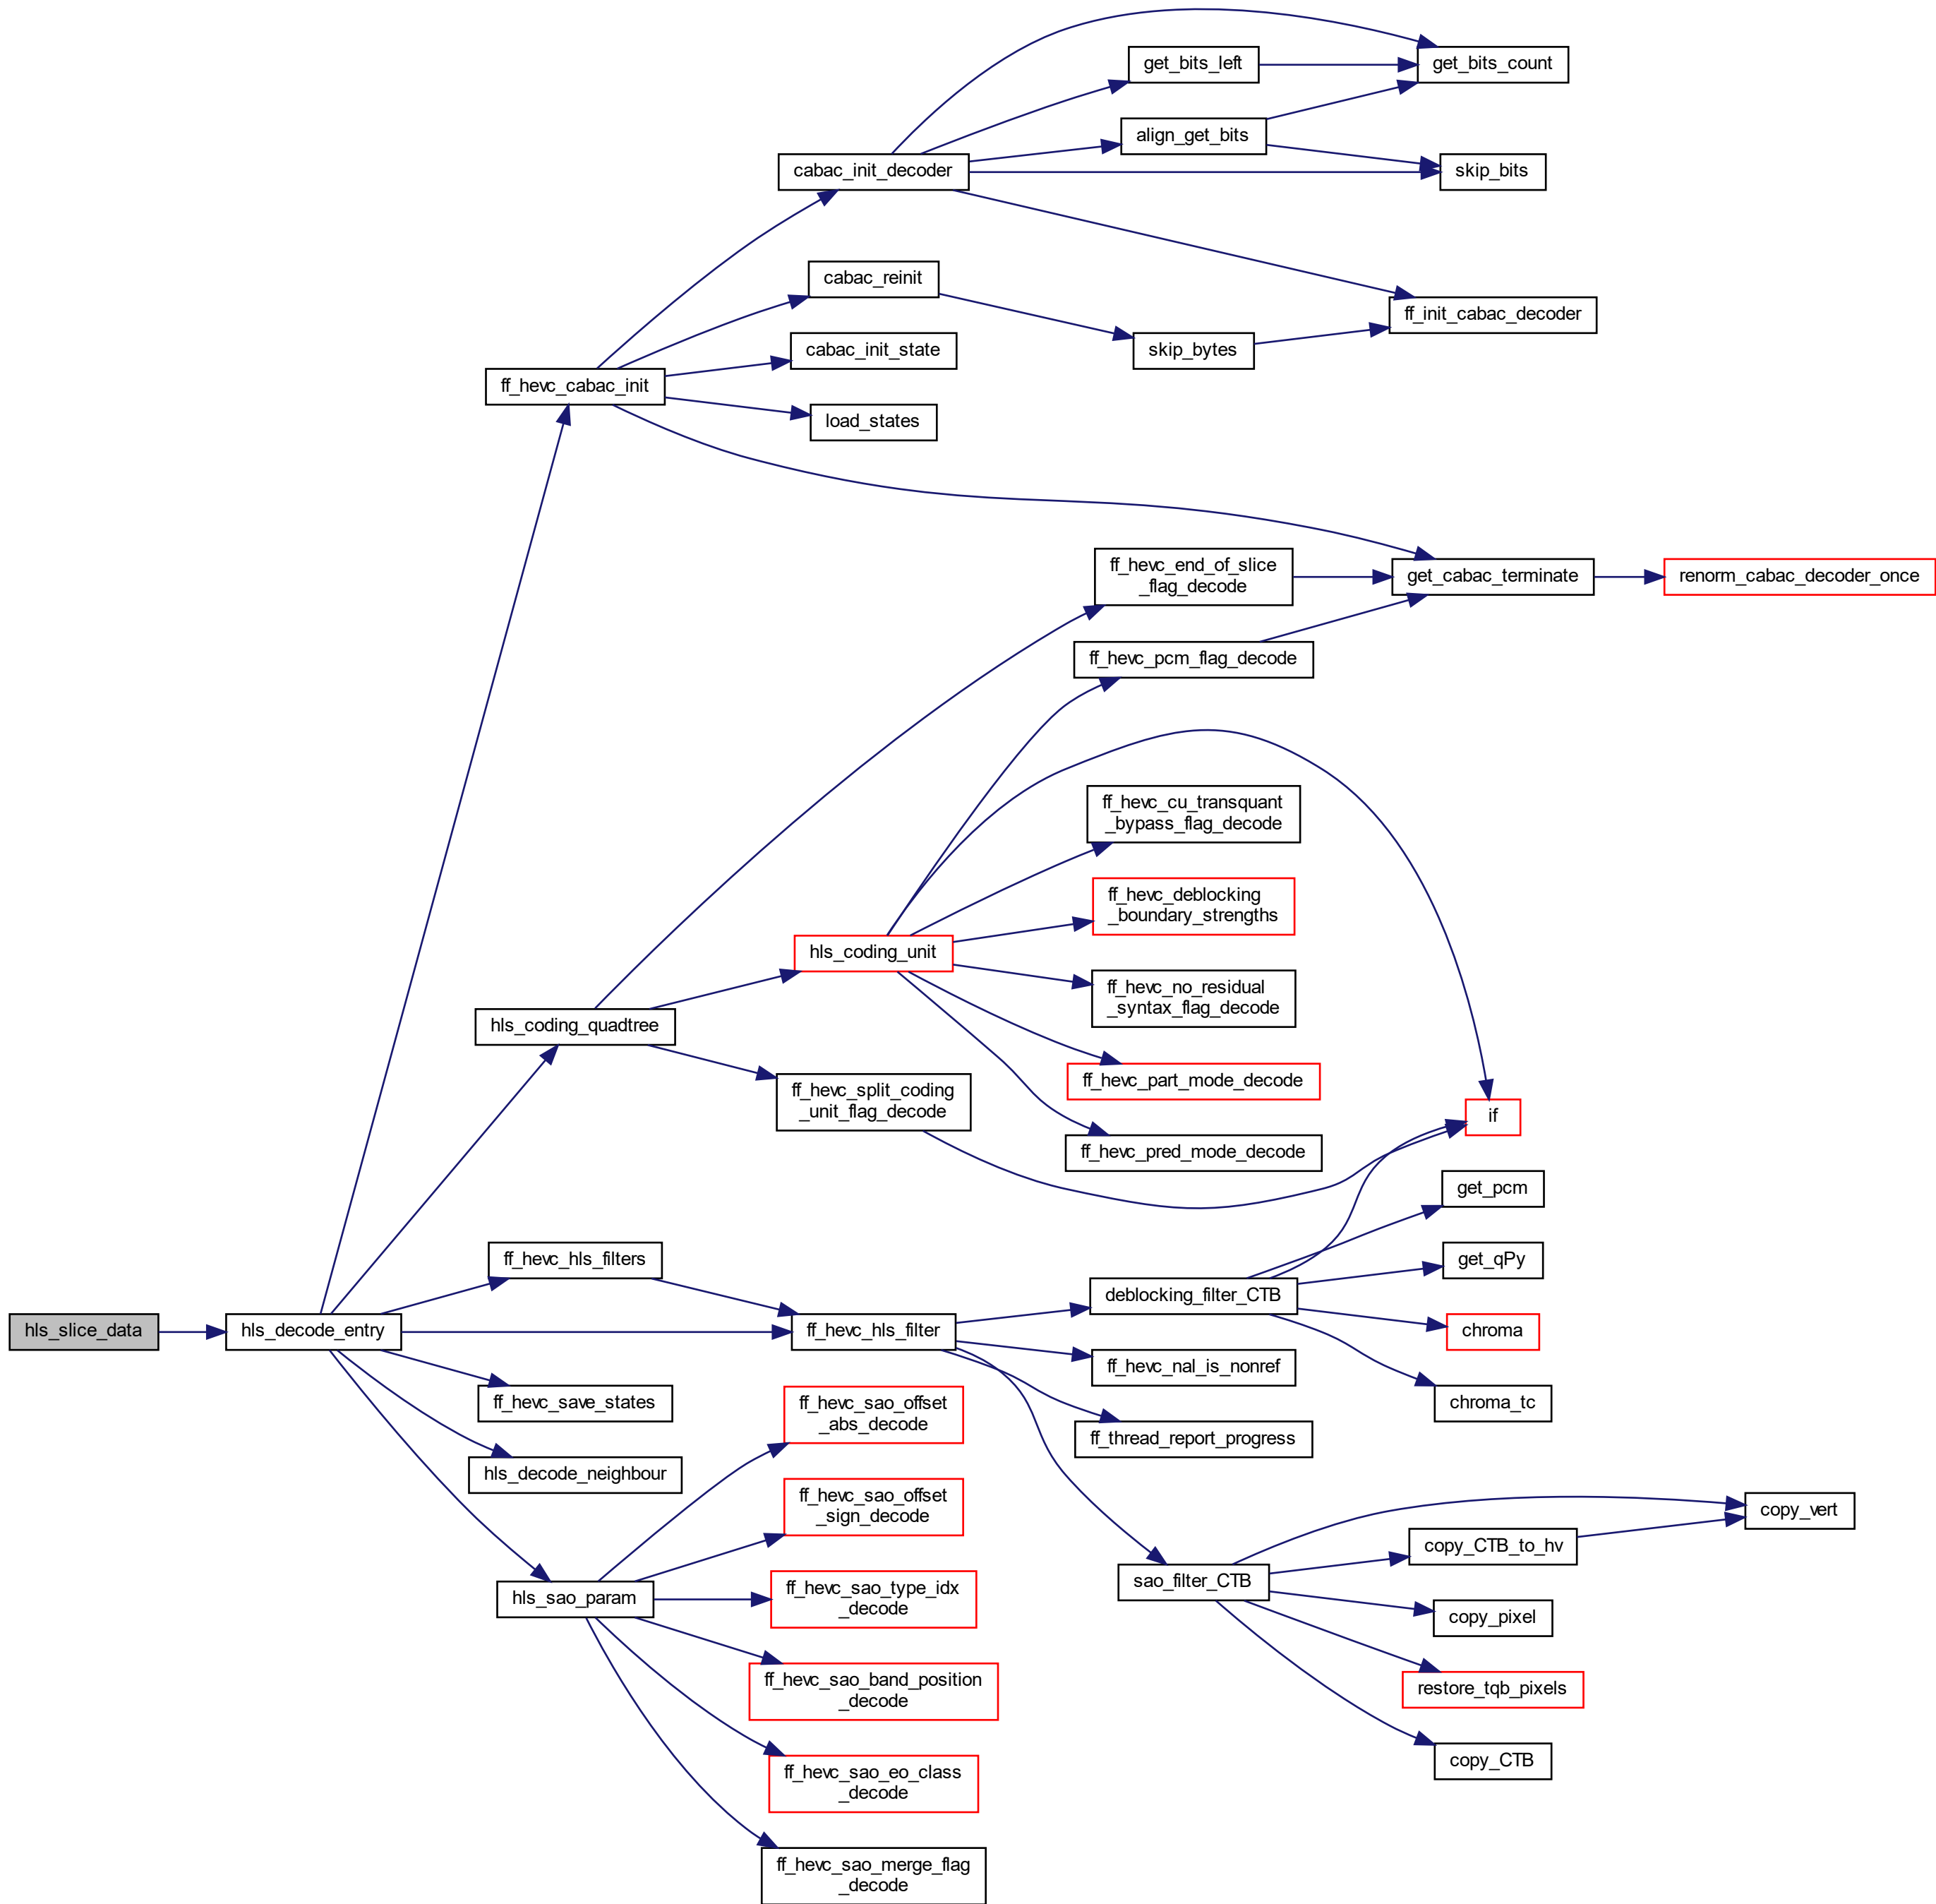 get_bits_left
get_bits_count
align_get_bits
cabac_init_decoder
skip_bits
cabac_reinit
ff_init_cabac_decoder
skip_bytes
cabac_init_state
ff_hevc_cabac_init
load_states
ff_hevc_end_of_slice
_flag_decode
get_cabac_terminate
renorm_cabac_decoder_once
ff_hevc_pcm_flag_decode
ff_hevc_cu_transquant
_bypass_flag_decode
ff_hevc_deblocking
_boundary_strengths
hls_coding_unit
ff_hevc_no_residual
_syntax_flag_decode
hls_coding_quadtree
ff_hevc_part_mode_decode
ff_hevc_split_coding
_unit_flag_decode
if
ff_hevc_pred_mode_decode
get_pcm
ff_hevc_hls_filters
get_qPy
deblocking_filter_CTB
hls_slice_data
hls_decode_entry
ff_hevc_hls_filter
chroma
ff_hevc_nal_is_nonref
ff_hevc_save_states
chroma_tc
ff_hevc_sao_offset
_abs_decode
ff_thread_report_progress
hls_decode_neighbour
ff_hevc_sao_offset
_sign_decode
copy_vert
copy_CTB_to_hv
sao_filter_CTB
hls_sao_param
ff_hevc_sao_type_idx
_decode
copy_pixel
ff_hevc_sao_band_position
_decode
restore_tqb_pixels
copy_CTB
ff_hevc_sao_eo_class
_decode
ff_hevc_sao_merge_flag
_decode